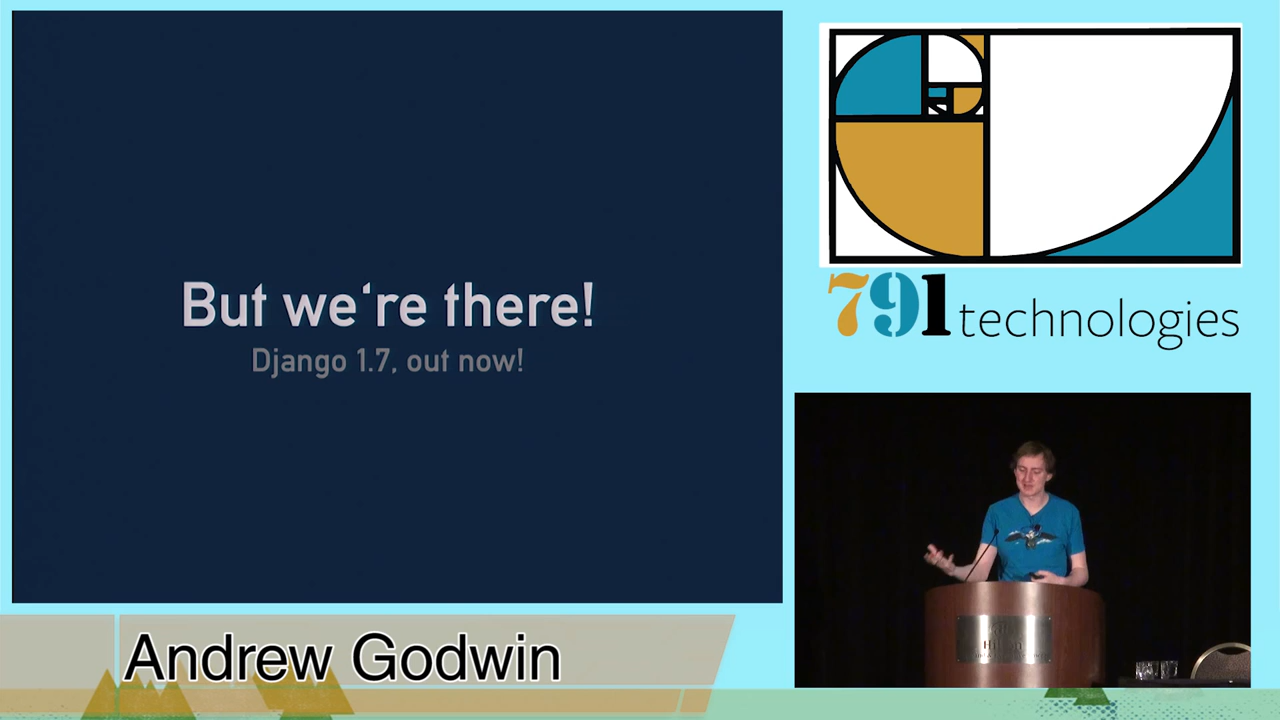 But we're there!
Django 1.7, out now!
791 technologies
Andrew Godwin